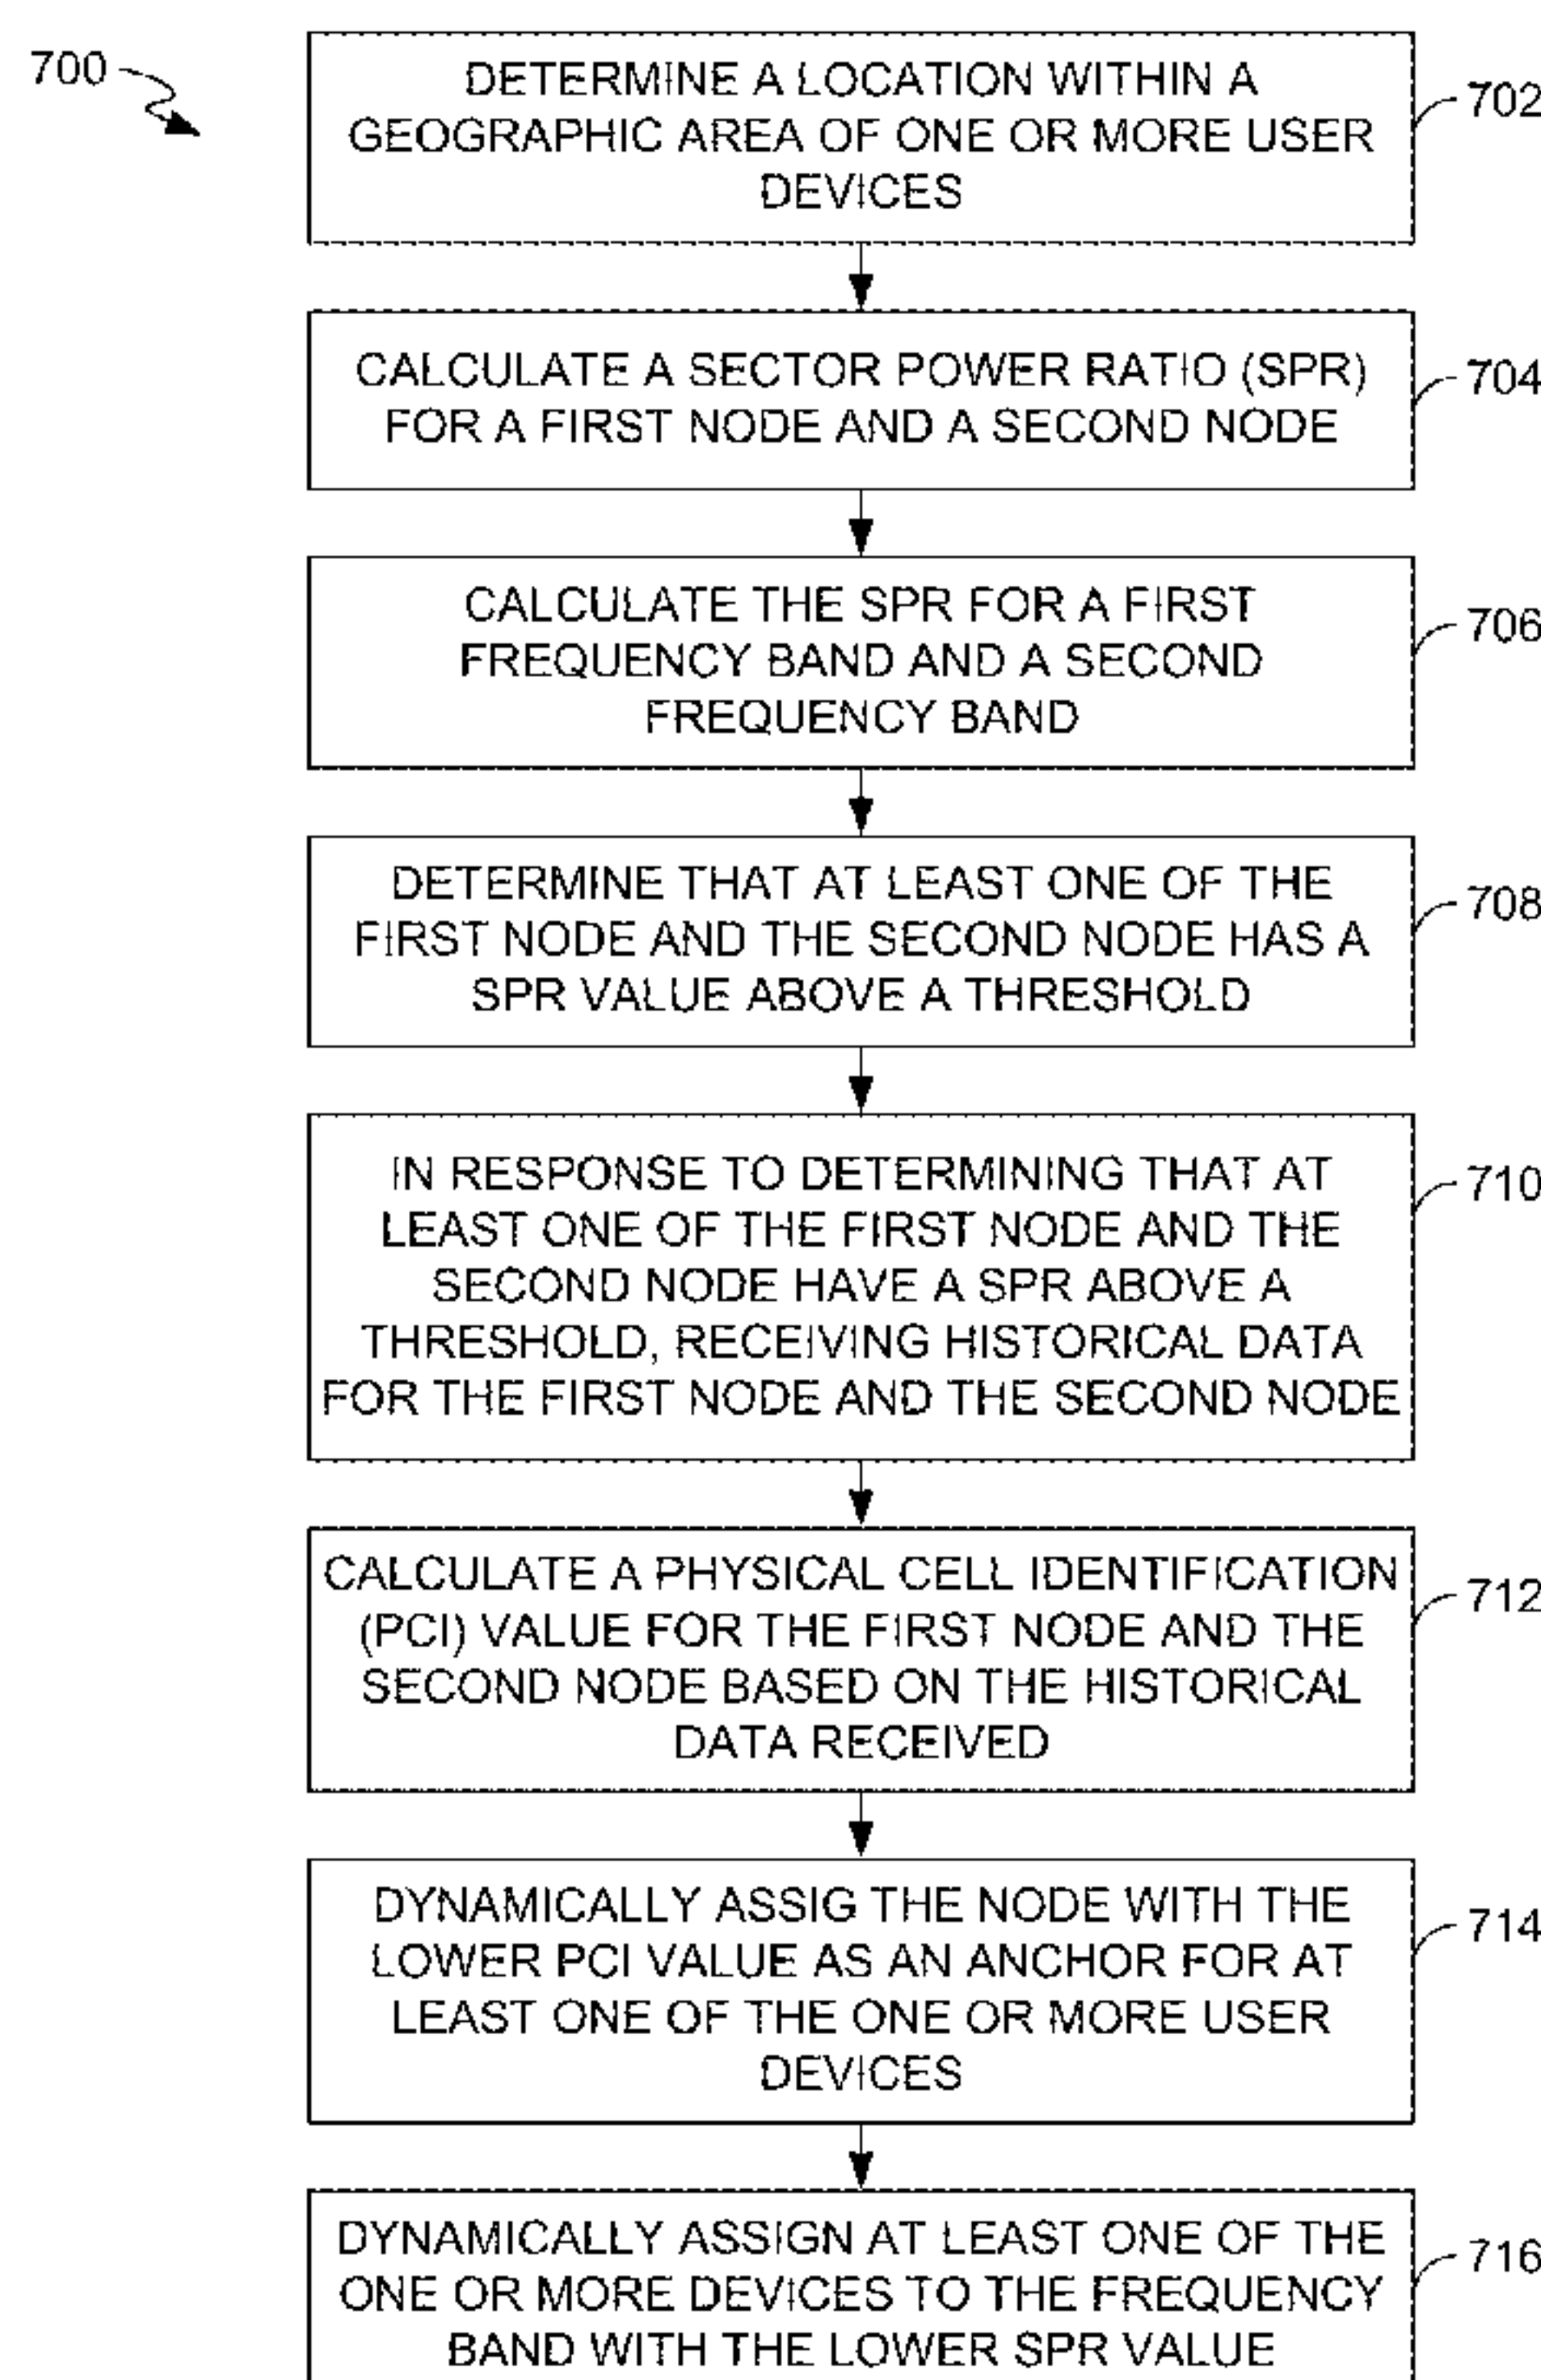 700
DETERMINE A LOCATION WITHIN A
GEOGRAPHIC AREA OF ONE OR MORE USER
DEVICES
702
CALCULATE A SECTOR POWER RATIO (SPR)
FOR A FIRST NODE AND A SECOND NODE
704
CALCULATE THE SPR FOR A FIRST
FREQUENCY BAND AND A SECOND
FREQUENCY BAND
706
DETERMINE THAT AT LEAST ONE OF THE
FIRST NODE AND THE SECOND NODE HAS A
SPR VALUE ABOVE A THRESHOLD
708
IN RESPONSE TO DETERMINING THAT AT
LEAST ONE OF THE FIRST NODE AND THE
SECOND NODE HAVE A SPR ABOVE A
THRESHOLD, RECEIVING HISTORICAL DATA
FOR THE FIRST NODE AND THE SECOND NODE
710
CALCULATE A PHYSICAL CELL IDENTIFICATION
(PCI) VALUE FOR THE FIRST NODE AND THE
SECOND NODE BASED ON THE HISTORICAL
DATA RECEIVED
712
DYNAMICALLY ASSIG THE NODE WITH THE
LOWER PCI VALUE AS AN ANCHOR FOR AT
LEAST ONE OF THE ONE OR MORE USER
DEVICES
714
DYNAMICALLY ASSIGN AT LEAST ONE OF THE
ONE OR MORE DEVICES TO THE FREQUENCY
BAND WITH THE LOWER SPR VALUE
716